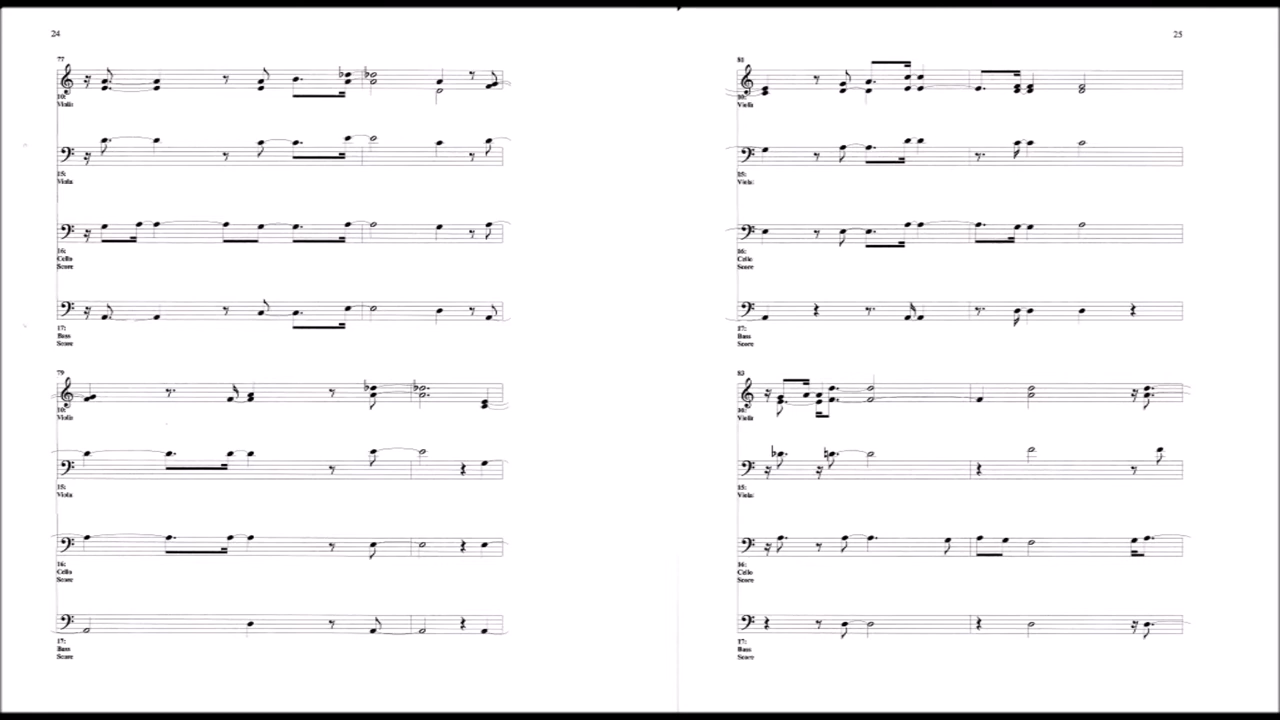 24
77
10:
Violin
15:
Viola
16:
Cello
Score
17:
Bass
Score
79
10:
Violin
15:
Viola
16:
Cello
Score
17:
Bass
Score
25
81
10:
Violin
15:
Viola
16:
Cello
Score
17:
Bass
Score
83
10:
Violin
15:
Viola
16:
Cello
Score
17:
Bass
Score